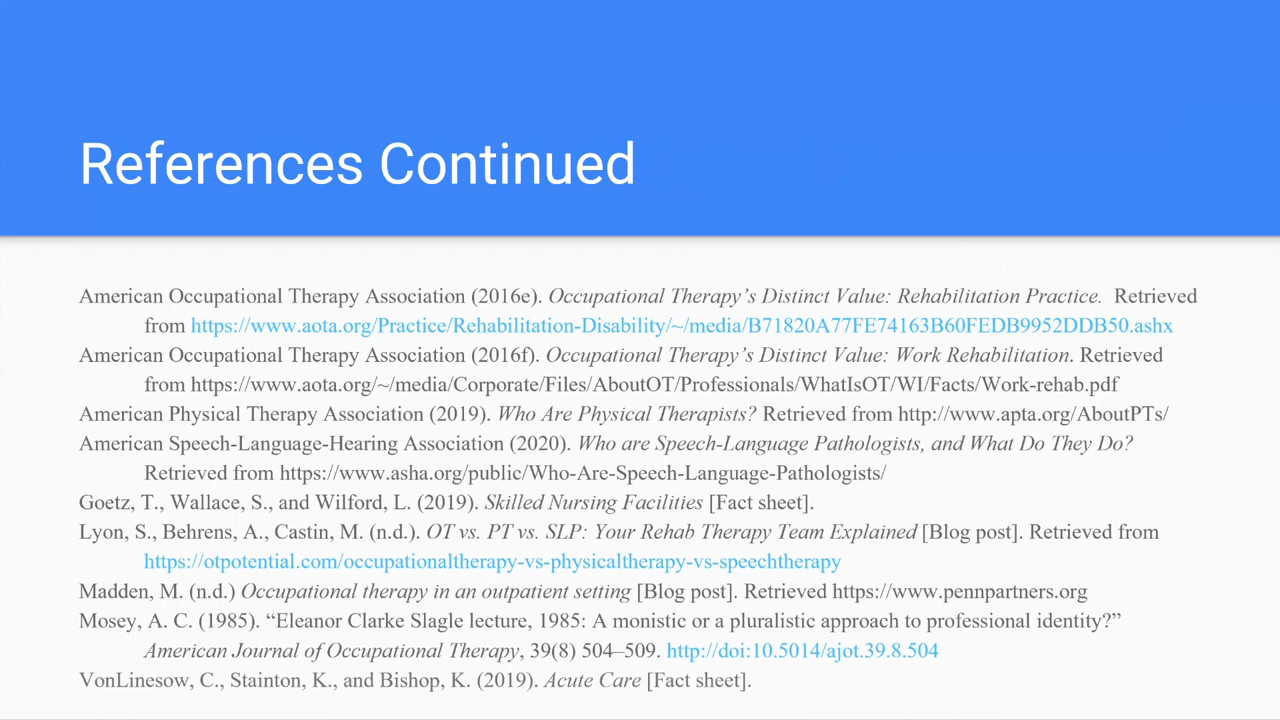 References Continued
American Occupational Therapy Association (2016e). Occupational Therapy’s Distinct Value: Rehabilitation Practice.  Retrieved
from https://www.aota.org/Practice/Rehabilitation-Disability/~/media/B71820A77FE74163B60FEDB9952DDB50.ashx
American Occupational Therapy Association (2016f). Occupational Therapy’s Distinct Value: Work Rehabilitation. Retrieved
from https://www.aota.org/~/media/Corporate/Files/AboutOT/Professionals/WhatIsOT/WI/Facts/Work-rehab.pdf
American Physical Therapy Association (2019). Who Are Physical Therapists? Retrieved from http://www.apta.org/AboutPTs/
American Speech-Language-Hearing Association (2020). Who are Speech-Language Pathologists, and What Do They Do?
Retrieved from https://www.asha.org/public/Who-Are-Speech-Language-Pathologists/
Goetz, T., Wallace, S., and Wilford, L. (2019). Skilled Nursing Facilities [Fact sheet].
Lyon, S., Behrens, A., Castin, M. (n.d.). OT vs. PT vs. SLP: Your Rehab Therapy Team Explained [Blog post]. Retrieved from
https://otpotential.com/occupationaltherapy-vs-physicaltherapy-vs-speechtherapy
Madden, M. (n.d.) Occupational therapy in an outpatient setting [Blog post]. Retrieved https://www.pennpartners.org
Mosey, A. C. (1985). “Eleanor Clarke Slagle lecture, 1985: A monistic or a pluralistic approach to professional identity?”
American Journal of Occupational Therapy, 39(8) 504–509. http://doi:10.5014/ajot.39.8.504
VonLinesow, C., Stainton, K., and Bishop, K. (2019). Acute Care [Fact sheet].